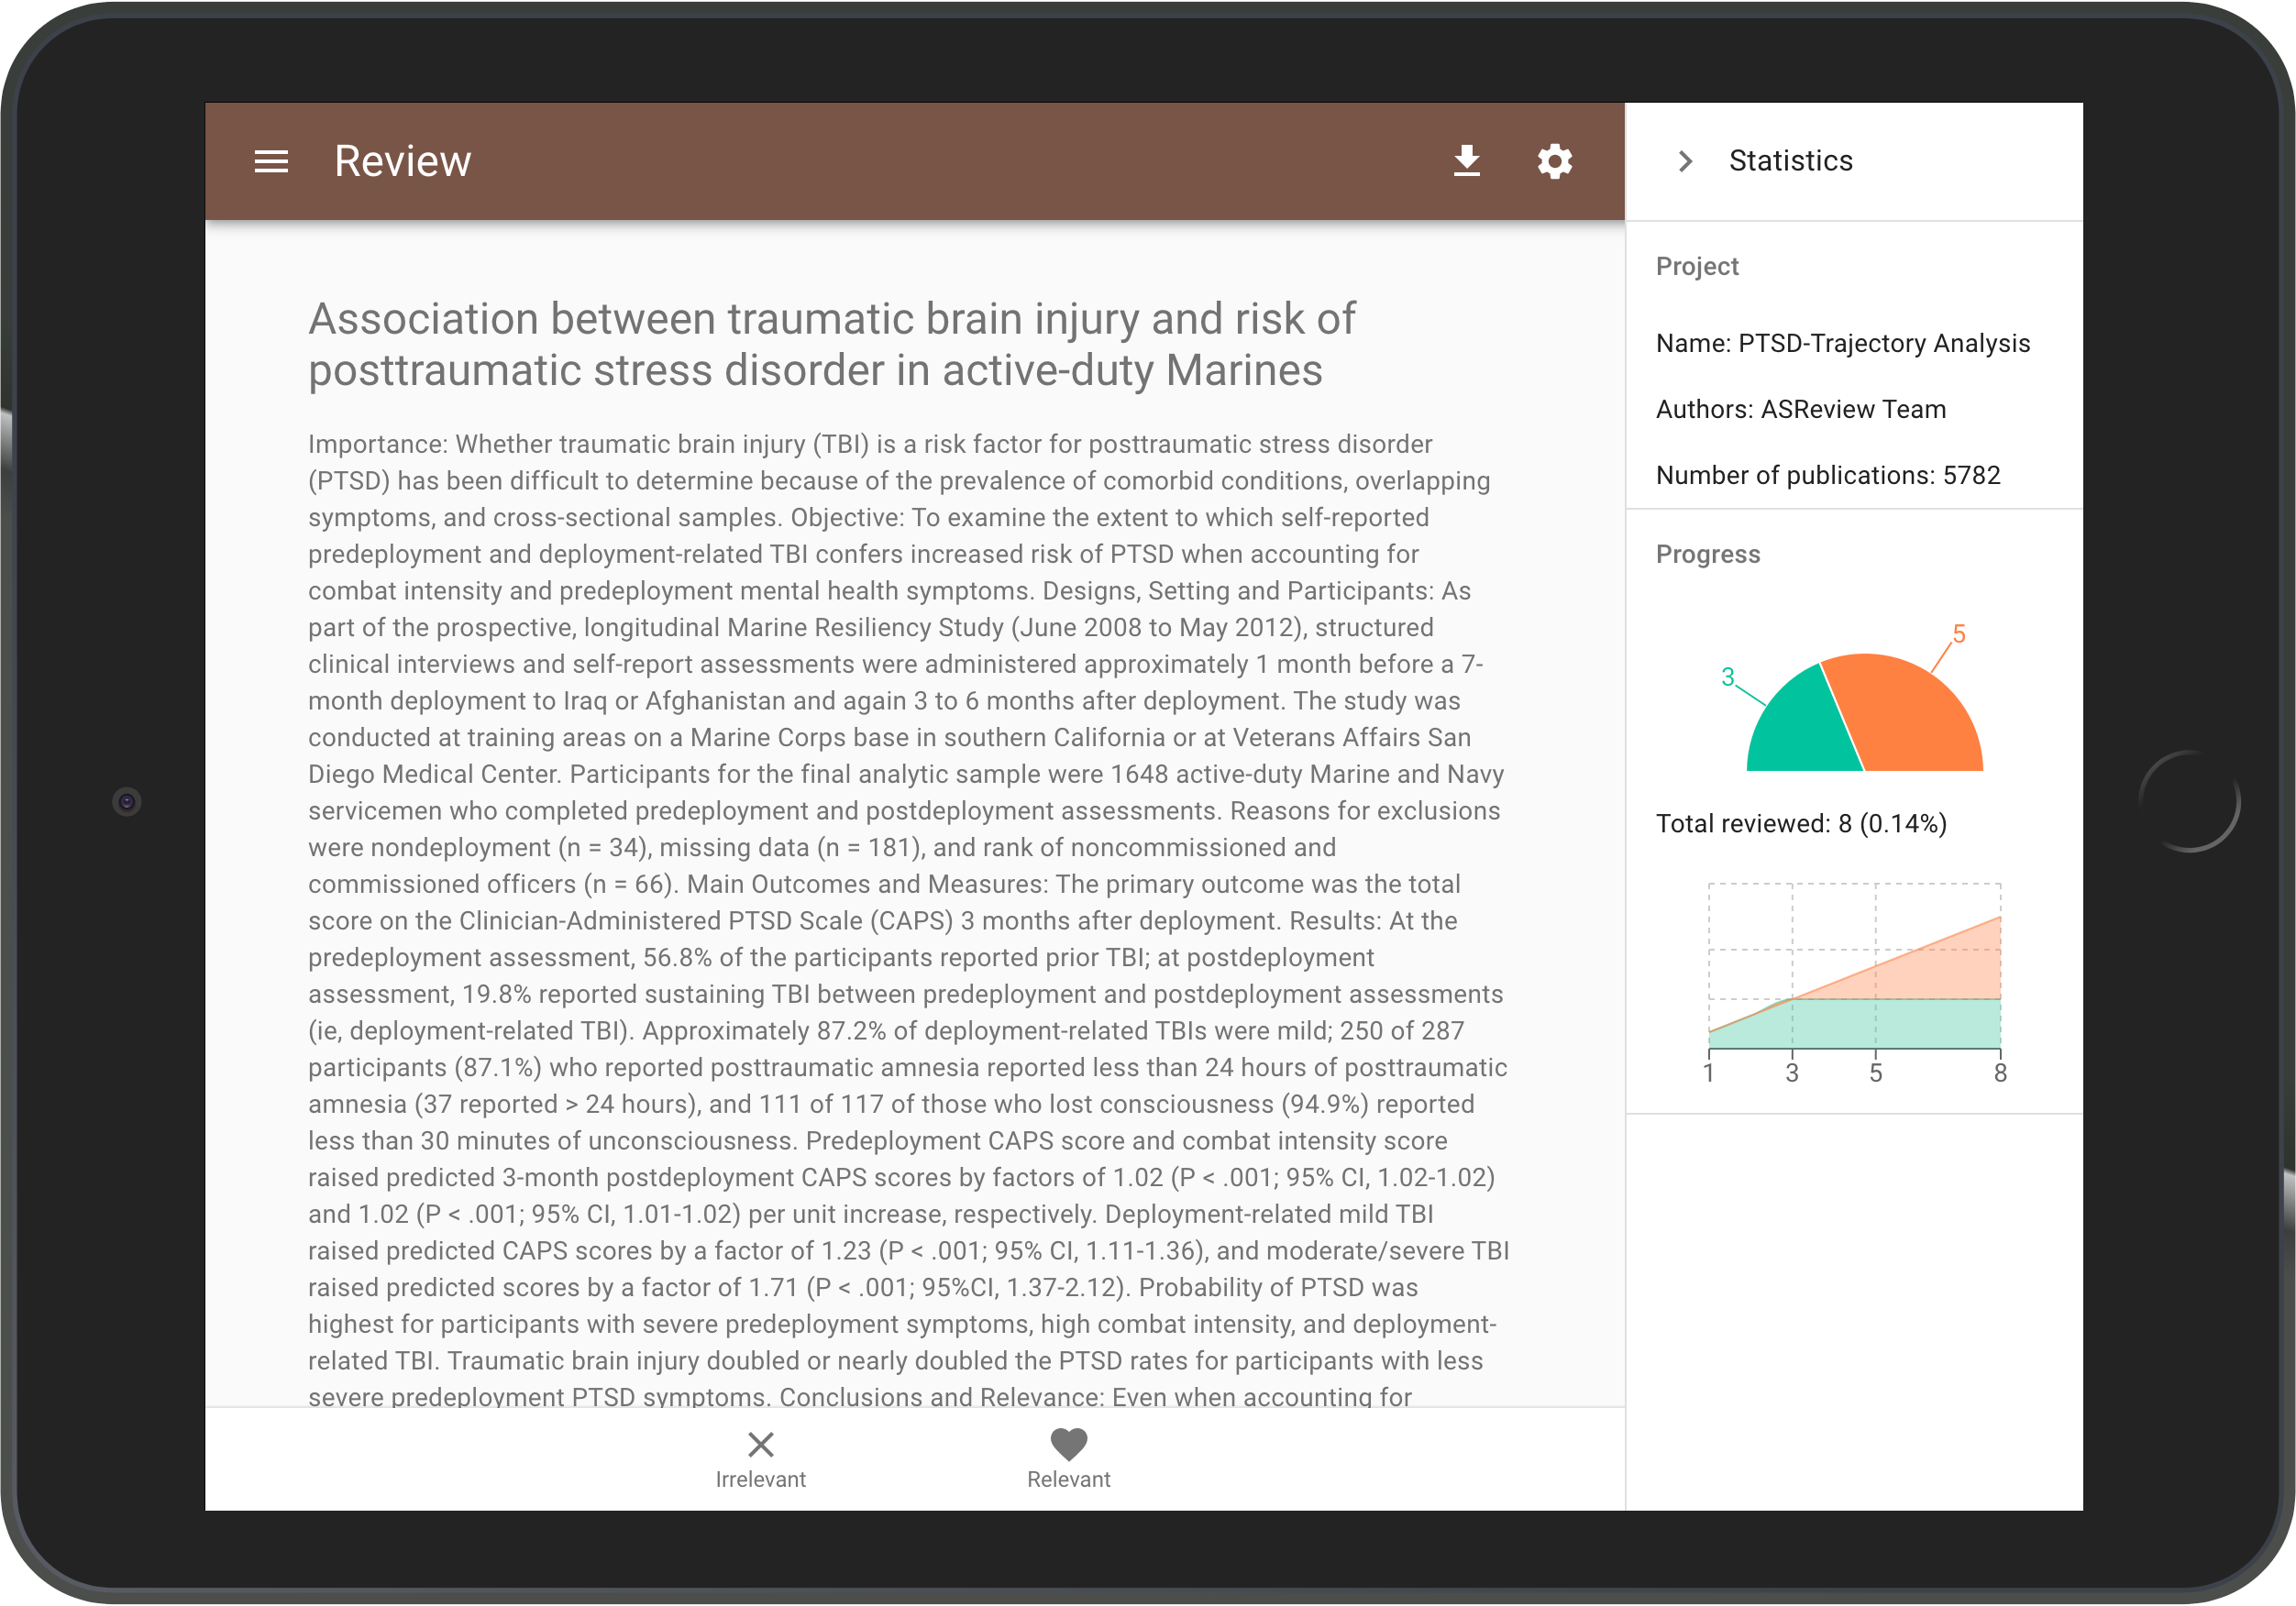 Review
Association between traumatic brain injury and risk of
posttraumatic stress disorder in active-duty Marines
Importance: Whether traumatic brain injury (TBI) is a risk factor for posttraumatic stress disorder
(PTSD) has been difficult to determine because of the prevalence of comorbid conditions, overlapping
symptoms, and cross-sectional samples. Objective: To examine the extent to which self-reported
predeployment and deployment-related TBI confers increased risk of PTSD when accounting for
combat intensity and predeployment mental health symptoms. Designs, Setting and Participants: As
part of the prospective, longitudinal Marine Resiliency Study (June 2008 to May 2012), structured
clinical interviews and self-report assessments were administered approximately 1 month before a 7-
month deployment to Iraq or Afghanistan and again 3 to 6 months after deployment. The study was
conducted at training areas on a Marine Corps base in southern California or at Veterans Affairs San
Diego Medical Center. Participants for the final analytic sample were 1648 active-duty Marine and Navy
servicemen who completed predeployment and postdeployment assessments. Reasons for exclusions
were nondeployment (n = 34), missing data (n = 181), and rank of noncommissioned and
commissioned officers (n = 66). Main Outcomes and Measures: The primary outcome was the total
score on the Clinician-Administered PTSD Scale (CAPS) 3 months after deployment. Results: At the
predeployment assessment, 56.8% of the participants reported prior TBI; at postdeployment
assessment, 19.8% reported sustaining TBI between predeployment and postdeployment assessments
(ie, deployment-related TBI). Approximately 87.2% of deployment-related TBIs were mild; 250 of 287
participants (87.1%) who reported posttraumatic amnesia reported less than 24 hours of posttraumatic
amnesia (37 reported > 24 hours), and 111 of 117 of those who lost consciousness (94.9%) reported
less than 30 minutes of unconsciousness. Predeployment CAPS score and combat intensity score
raised predicted 3-month postdeployment CAPS scores by factors of 1.02 (P < .001; 95% CI, 1.02-1.02)
and 1.02 (P < .001; 95% CI, 1.01-1.02) per unit increase, respectively. Deployment-related mild TBI
raised predicted CAPS scores by a factor of 1.23 (P < .001; 95% CI, 1.11-1.36), and moderate/severe TBI
raised predicted scores by a factor of 1.71 (P < .001; 95%CI, 1.37-2.12). Probability of PTSD was
highest for participants with severe predeployment symptoms, high combat intensity, and deployment-
related TBI. Traumatic brain injury doubled or nearly doubled the PTSD rates for participants with less
severe predeployment PTSD symptoms. Conclusions and Relevance: Even when accounting for
Irrelevant
Relevant
Statistics
Project
Name: PTSD-Trajectory Analysis
Authors: ASReview Team
Number of publications: 5782
Progress
5
3
Total reviewed: 8 (0.14%)
1 3 5 8